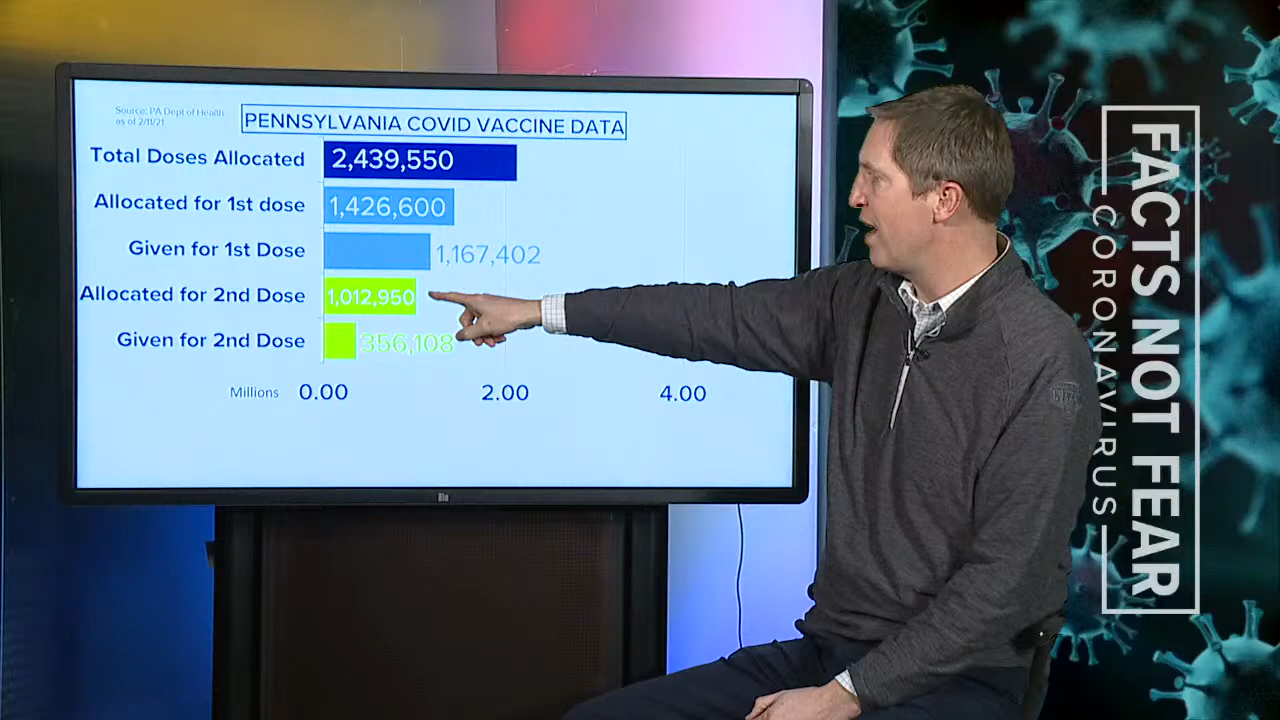 Source: PA Dept of Health
as of 2/11/21
PENNSYLVANIA COVID VACCINE DATA
Total Doses Allocated 2,439,550
Allocated for 1st dose 1,426,600
Given for 1st Dose 1,167,402
Allocated for 2nd Dose 1,012,950
Given for 2nd Dose 356,108
Millions 0.00 2.00 4.00
Elo
FACTS NOT FEAR
CORONAVIRUS